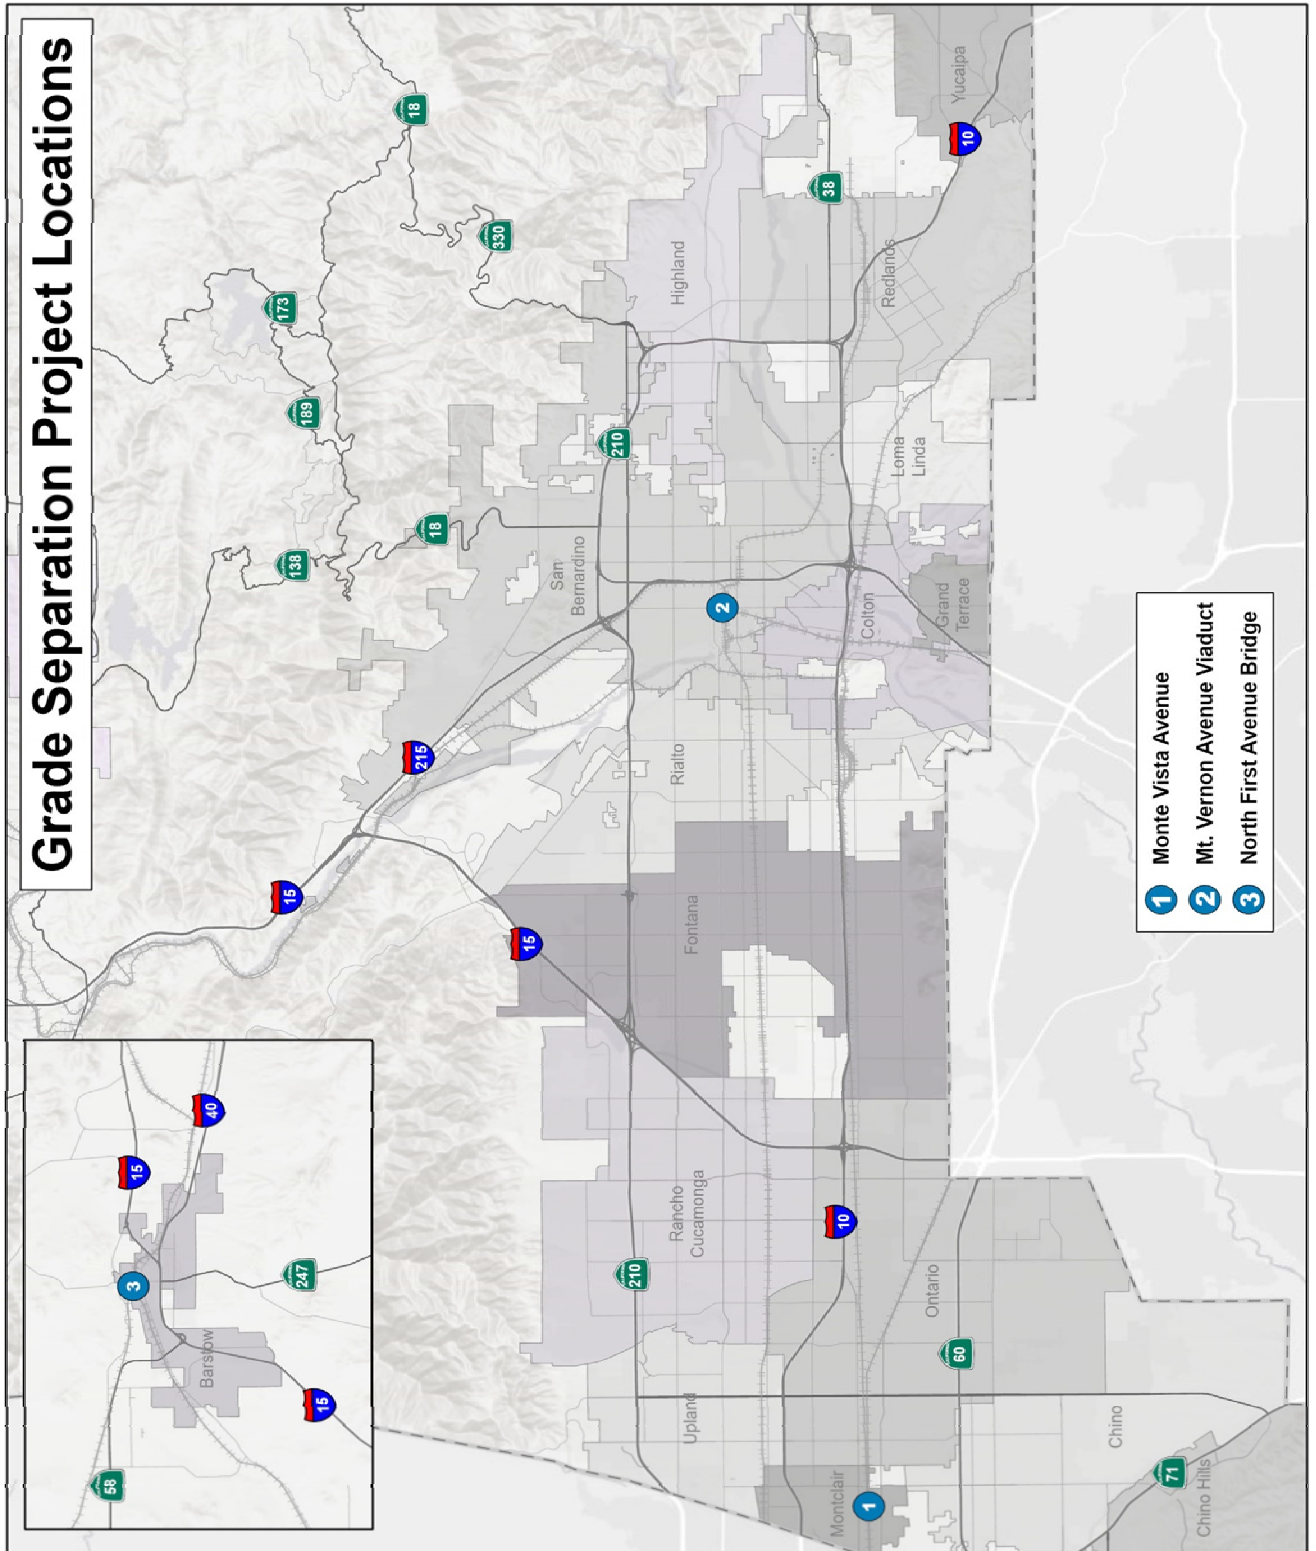 Grade Separation Project Locations
58
15
40
3
Barstow
247
15
15
215
15
138
189
173
18
330
18
210
San
Bernardino
Highland
38
Yucaipa
10
Redlands
Loma
Linda
2
Colton
Grand
Terrace
Rialto
Fontana
Rancho
Cucamonga
210
10
Ontario
60
Upland
Montclair
1
Chino
71
Chino Hills
1 Monte Vista Avenue
2 Mt. Vernon Avenue Viaduct
3 North First Avenue Bridge